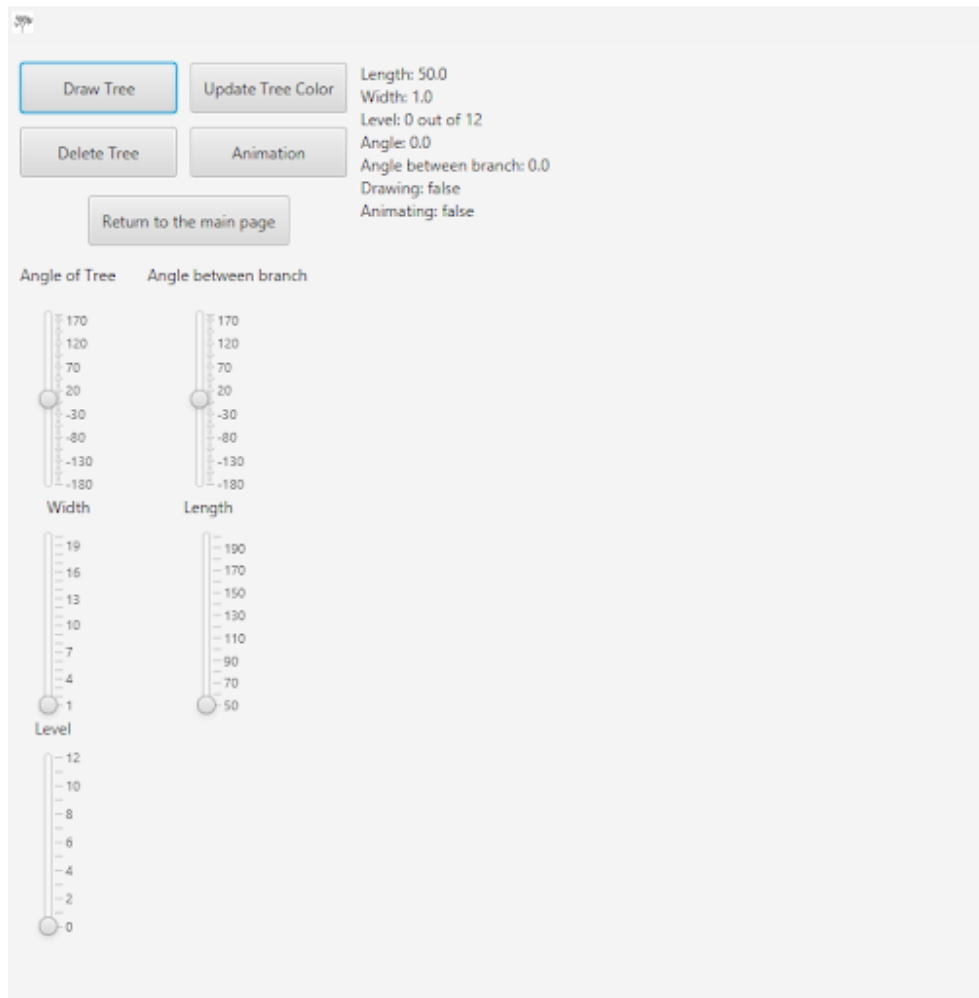 Draw Tree
Update Tree Color
Delete Tree
Animation
Return to the main page
Length: 50.0
Width: 1.0
Level: 0 out of 12
Angle: 0.0
Angle between branch: 0.0
Drawing: false
Animating: false
Angle of Tree
170
120
70
20
-30
-80
-130
-180
Angle between branch
170
120
70
20
-30
-80
-130
-180
Width
19
16
13
10
7
4
1
Length
190
170
150
130
110
90
70
50
Level
12
10
8
6
4
2
0